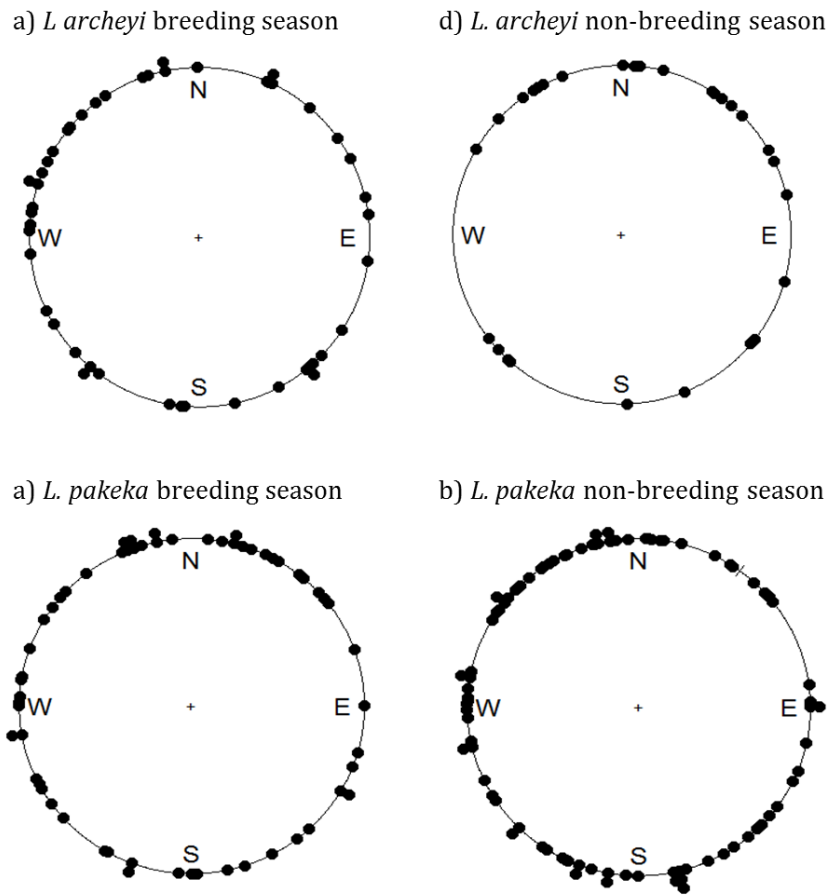 a) L archeyi breeding season
d) L. archeyi non-breeding season
N
W
E
S
N
W
E
S
a) L. pakeka breeding season
b) L. pakeka non-breeding season
N
W
E
S
N
W
E
S